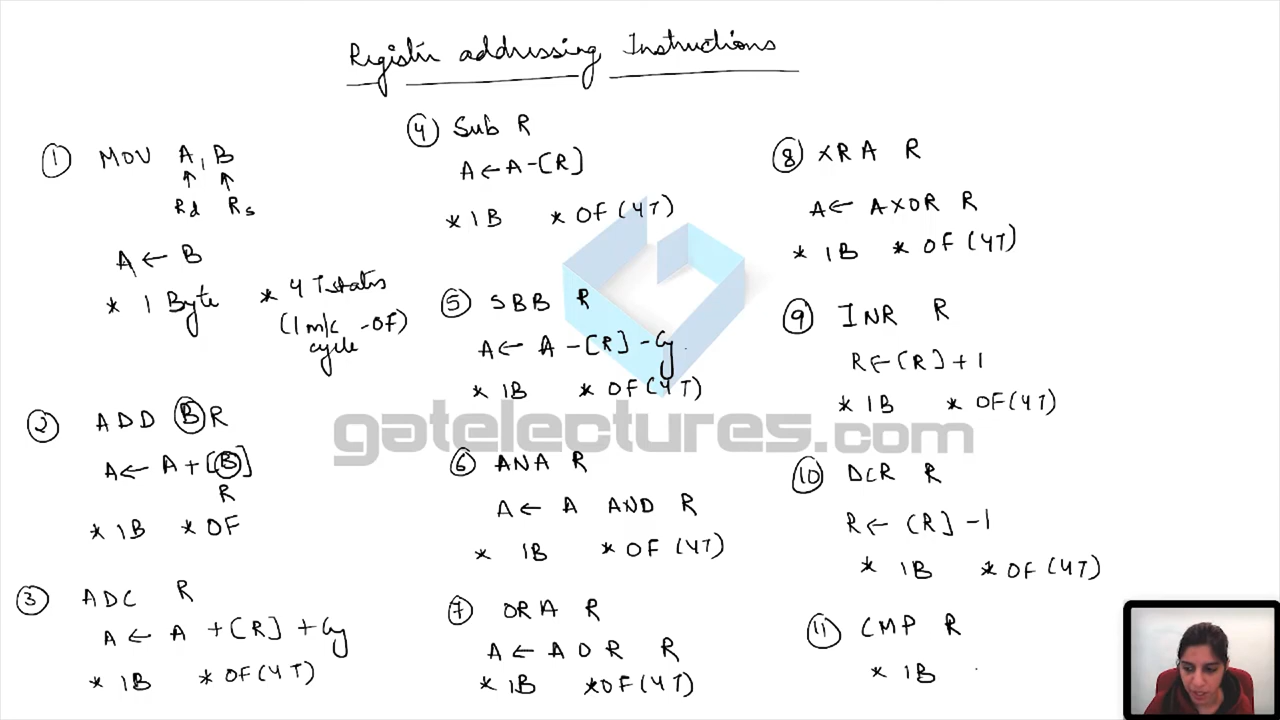 Register addressing Instructions
① MOV A, B
↑ ↑
Rd Rs
A ← B
* 1 Byte * 4 T states
(1 m/c - OF)
cycle
② ADD B R
A ← A + [B]
R
* 1B * OF
③ ADC R
A ← A + [R] + Cy
* 1B * OF (4T)
④ Sub R
A ← A - [R]
* 1B * OF (4T)
⑤ SBB R
A ← A - [R] - Cy
* 1B * OF (4T)
⑥ ANA R
A ← A AND R
* 1B * OF (4T)
⑦ ORA R
A ← A OR R
* 1B * OF (4T)
⑧ XRA R
A ← A XOR R
* 1B * OF (4T)
⑨ INR R
R ← [R] + 1
* 1B * OF (4T)
⑩ DCR R
R ← [R] - 1
* 1B * OF (4T)
⑪ CMP R
* 1B
gatelectures.com